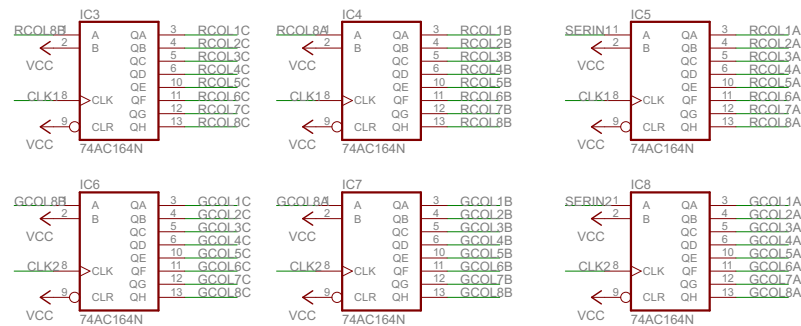 IC3 IC4 IC5
RCOL8B 1 A QA 3 RCOL1C RCOL8A 1 A QA 3 RCOL1B SERIN1 1 A QA 3 RCOL1A
2 B QB 4 RCOL2C 2 B QB 4 RCOL2B 2 B QB 4 RCOL2A
VCC QC 5 RCOL3C VCC QC 5 RCOL3B VCC QC 5 RCOL3A
QD 6 RCOL4C QD 6 RCOL4B QD 6 RCOL4A
QE 10 RCOL5C QE 10 RCOL5B QE 10 RCOL5A
CLK1 8 CLK QF 11 RCOL6C CLK1 8 CLK QF 11 RCOL6B CLK1 8 CLK QF 11 RCOL6A
QG 12 RCOL7C QG 12 RCOL7B QG 12 RCOL7A
9 CLR QH 13 RCOL8C 9 CLR QH 13 RCOL8B 9 CLR QH 13 RCOL8A
VCC 74AC164N VCC 74AC164N VCC 74AC164N
IC6 IC7 IC8
GCOL8B 1 A QA 3 GCOL1C GCOL8A 1 A QA 3 GCOL1B SERIN2 1 A QA 3 GCOL1A
2 B QB 4 GCOL2C 2 B QB 4 GCOL2B 2 B QB 4 GCOL2A
VCC QC 5 GCOL3C VCC QC 5 GCOL3B VCC QC 5 GCOL3A
QD 6 GCOL4C QD 6 GCOL4B QD 6 GCOL4A
QE 10 GCOL5C QE 10 GCOL5B QE 10 GCOL5A
CLK2 8 CLK QF 11 GCOL6C CLK2 8 CLK QF 11 GCOL6B CLK2 8 CLK QF 11 GCOL6A
QG 12 GCOL7C QG 12 GCOL7B QG 12 GCOL7A
9 CLR QH 13 GCOL8C 9 CLR QH 13 GCOL8B 9 CLR QH 13 GCOL8A
VCC 74AC164N VCC 74AC164N VCC 74AC164N